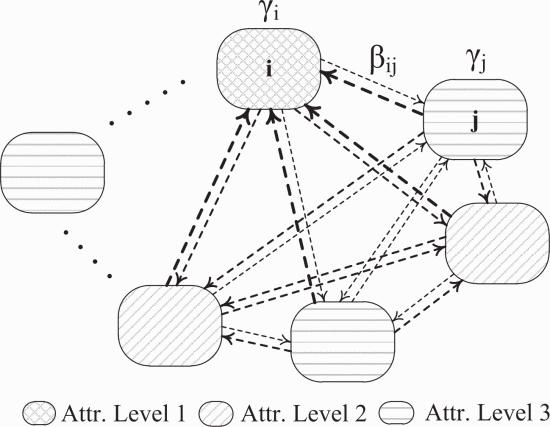 γi
i
βij
γj
j
Attr. Level 1 Attr. Level 2 Attr. Level 3